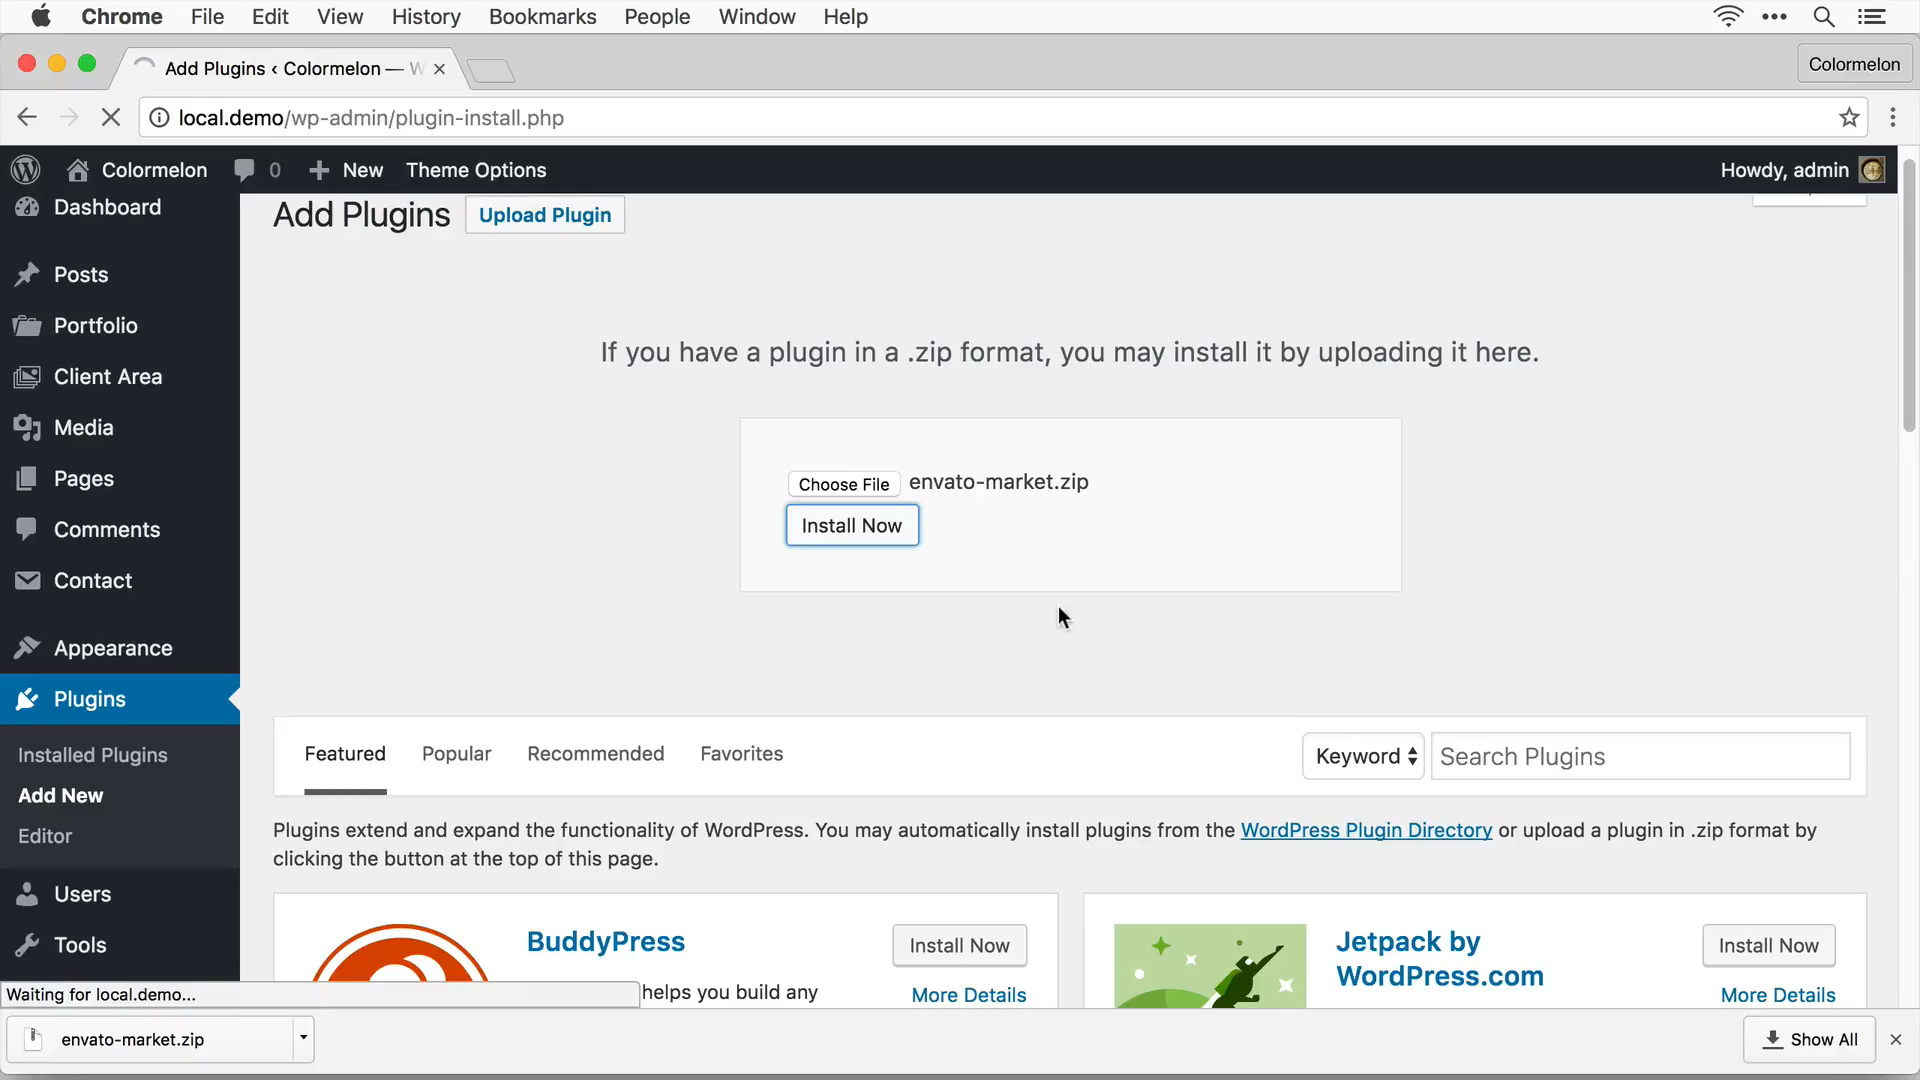 Chrome File Edit View History Bookmarks People Window Help
Add Plugins ‹ Colormelon — W
Colormelon
local.demo/wp-admin/plugin-install.php
Colormelon 0 New Theme Options Howdy, admin
Dashboard
Add Plugins Upload Plugin
Posts
Portfolio
Client Area
Media
Pages
Comments
Contact
Appearance
Plugins
Installed Plugins
Add New
Editor
Users
Tools
If you have a plugin in a .zip format, you may install it by uploading it here.
Choose File envato-market.zip
Install Now
Featured Popular Recommended Favorites Keyword Search Plugins
Plugins extend and expand the functionality of WordPress. You may automatically install plugins from the WordPress Plugin Directory or upload a plugin in .zip format by
clicking the button at the top of this page.
BuddyPress
Install Now
helps you build any
More Details
Jetpack by
WordPress.com
Install Now
More Details
Waiting for local.demo...
envato-market.zip
Show All